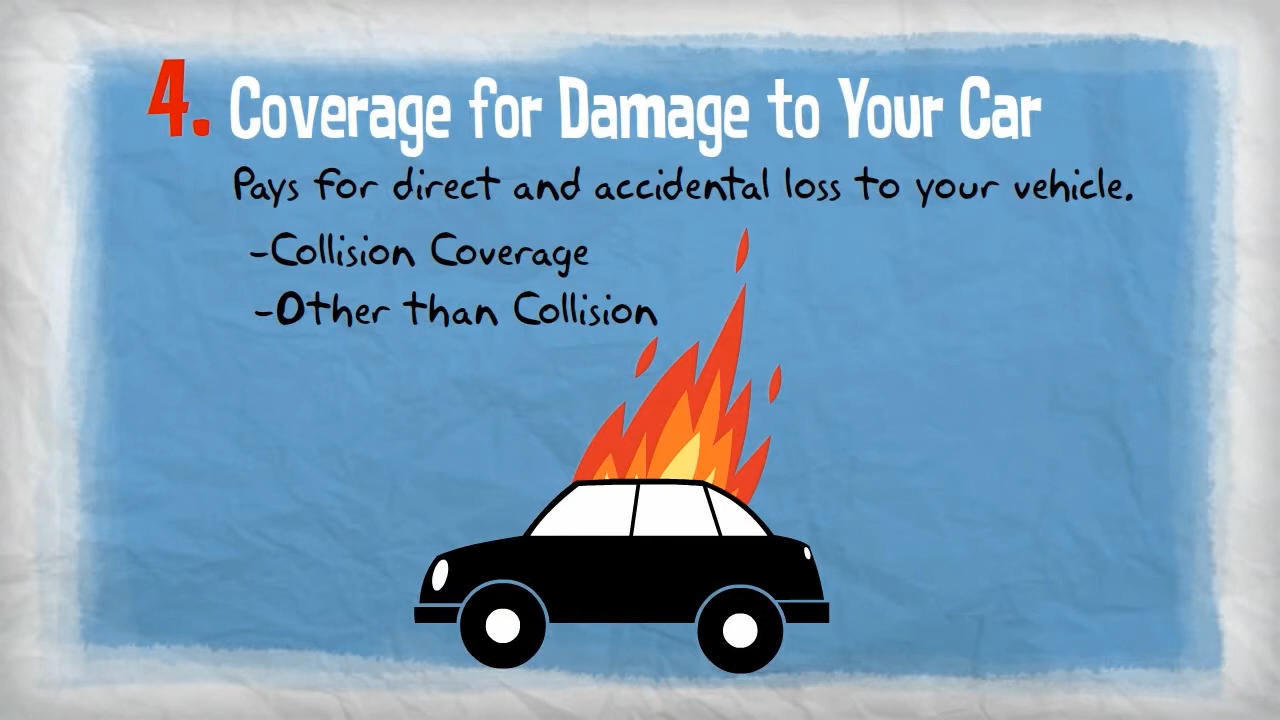 4. Coverage for Damage to Your Car
Pays for direct and accidental loss to your vehicle.
-Collision Coverage
-Other than Collision